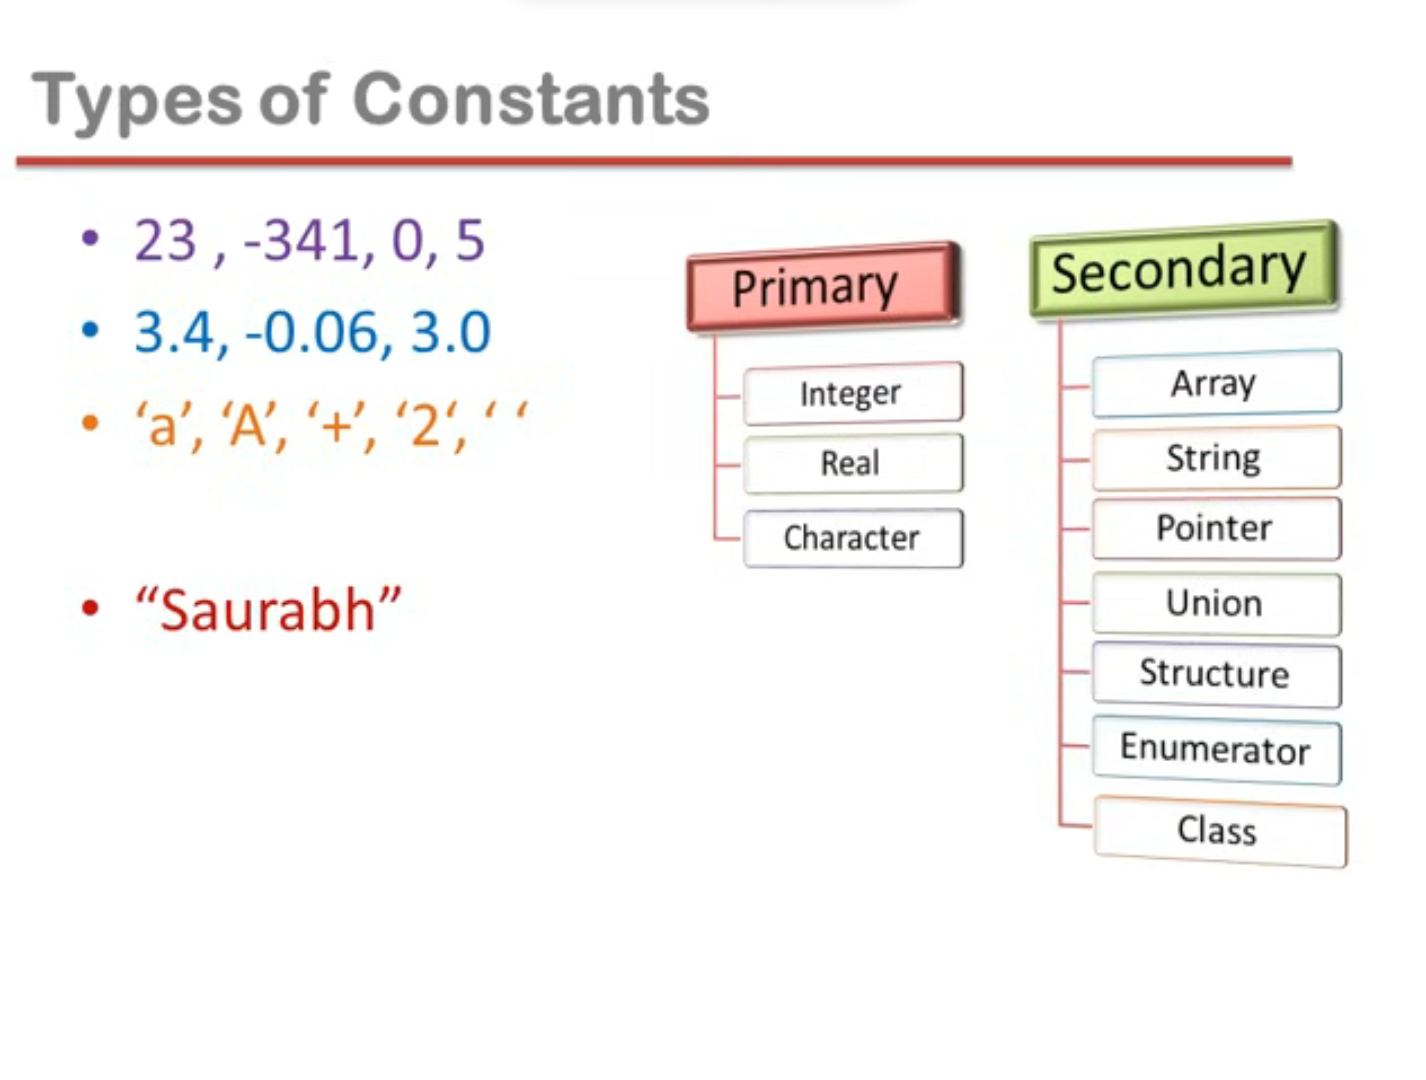 Types of Constants
• 23 , -341, 0, 5
• 3.4, -0.06, 3.0
• ‘a’, ‘A’, ‘+’, ‘2‘, ‘ ‘
• “Saurabh”
Primary
Integer
Real
Character
Secondary
Array
String
Pointer
Union
Structure
Enumerator
Class